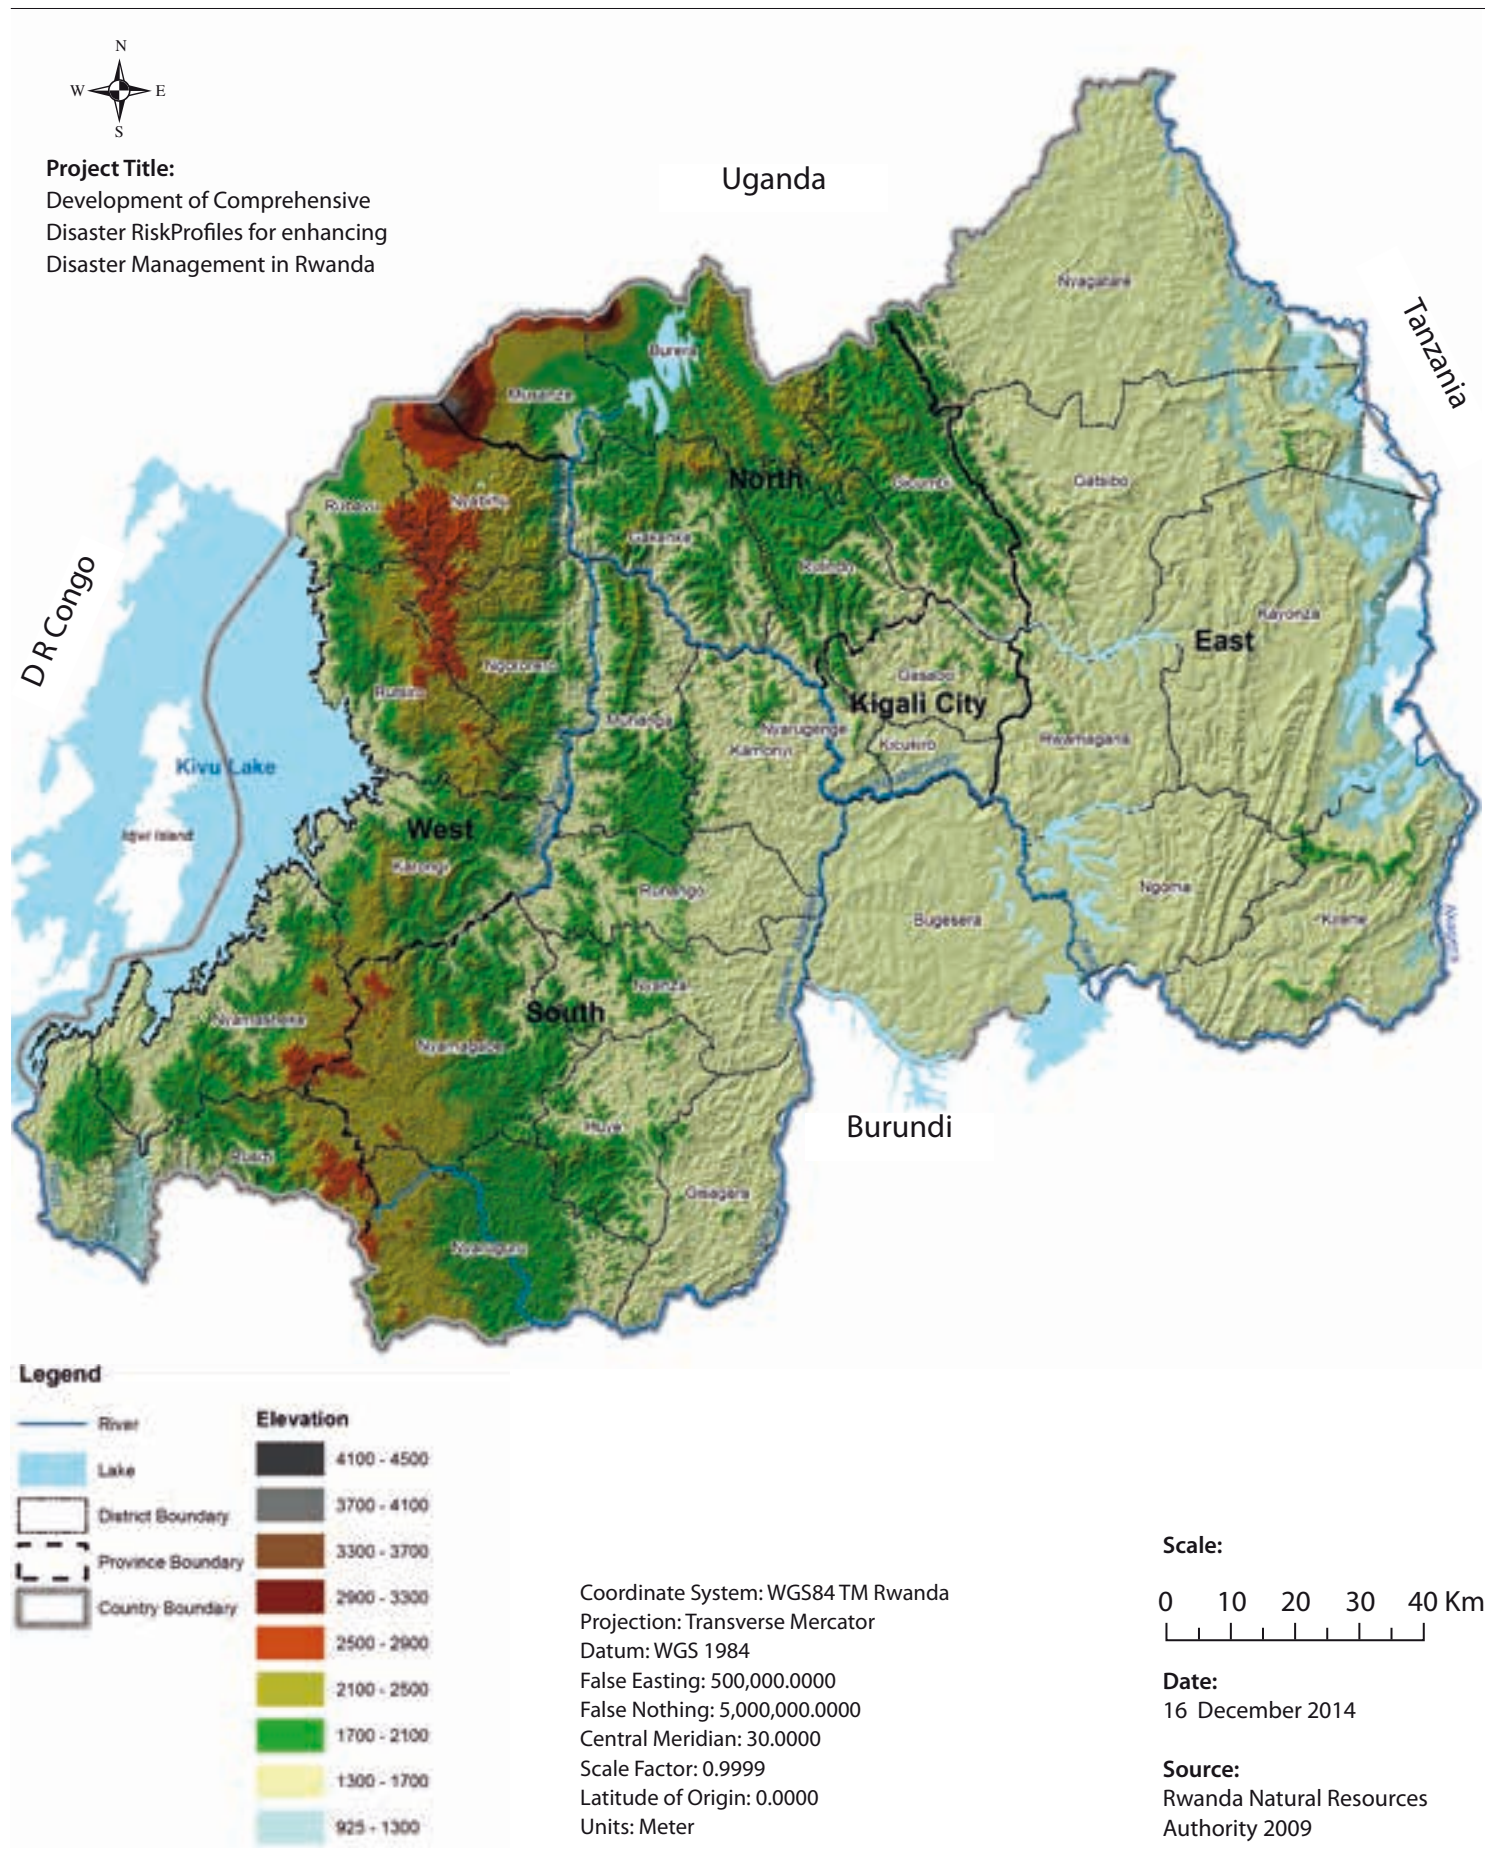 N
W E
S
Project Title:
Development of Comprehensive
Disaster RiskProfiles for enhancing
Disaster Management in Rwanda
Uganda
Tanzania
D R Congo
Burundi
Nyagatare
Burera
Musanze
North
Gicumbi
Gatsibo
Rubavu
Nyabihu
Gakenke
Rulindo
Kayonza
East
Ngororero
Gasabo
Rutsiro
Kigali City
Muhanga
Nyarugenge
Kamonyi
Kicukiro
Rwamagana
Kivu Lake
Idjwi Island
West
Karongi
Ruhango
Bugesera
Ngoma
Kirehe
Nyanza
South
Nyamasheke
Nyamagabe
Huye
Rusizi
Gisagara
Nyaruguru
Legend
River
Lake
District Boundary
Province Boundary
Country Boundary
Elevation
4100 - 4500
3700 - 4100
3300 - 3700
2900 - 3300
2500 - 2900
2100 - 2500
1700 - 2100
1300 - 1700
925 - 1300
Coordinate System: WGS84 TM Rwanda
Projection: Transverse Mercator
Datum: WGS 1984
False Easting: 500,000.0000
False Nothing: 5,000,000.0000
Central Meridian: 30.0000
Scale Factor: 0.9999
Latitude of Origin: 0.0000
Units: Meter
Scale:
0 10 20 30 40 Km
Date:
16 December 2014
Source:
Rwanda Natural Resources
Authority 2009